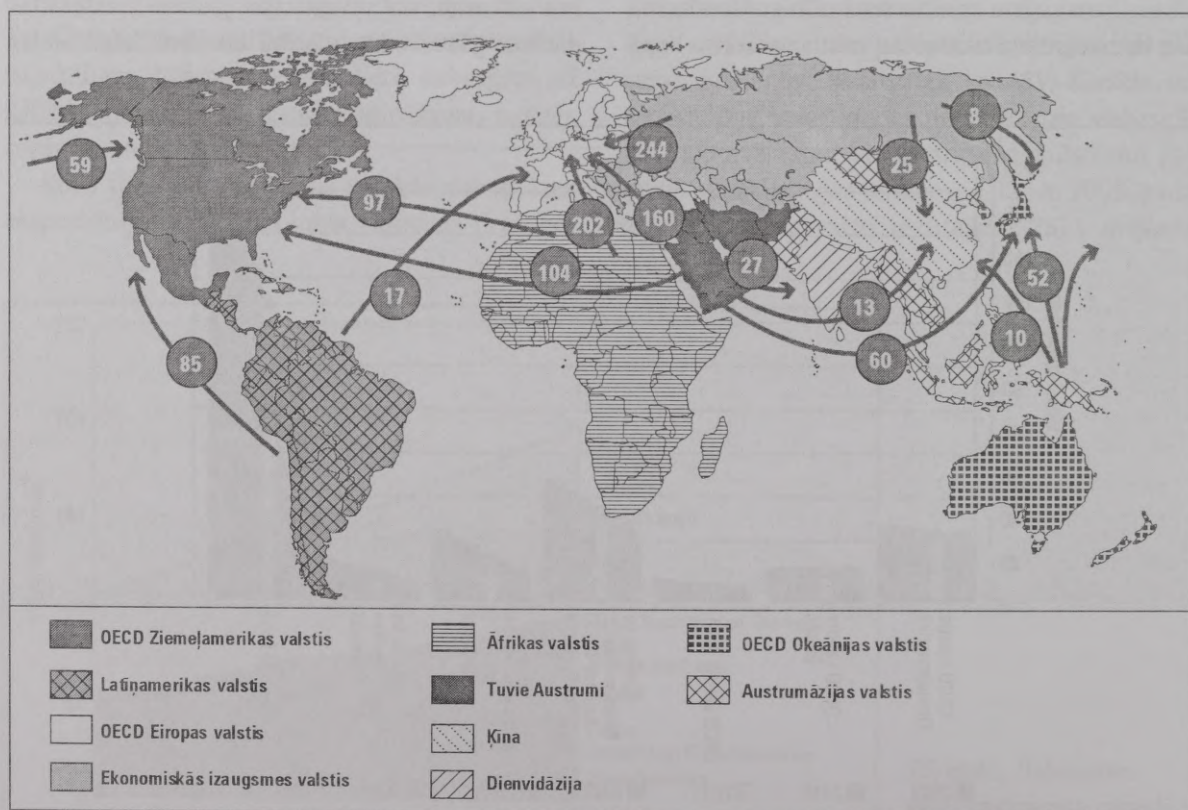 8
59
244
25
97
202
160
104
27
17
52
13
10
60
85
OECD Ziemeļamerikas valstis
Latiņamerikas valstis
OECD Eiropas valstis
Ekonomiskās izaugsmes valstis
Āfrikas valstis
Tuvie Austrumi
Ķīna
Dienvidāzija
OECD Okeānijas valstis
Austrumāzijas valstis